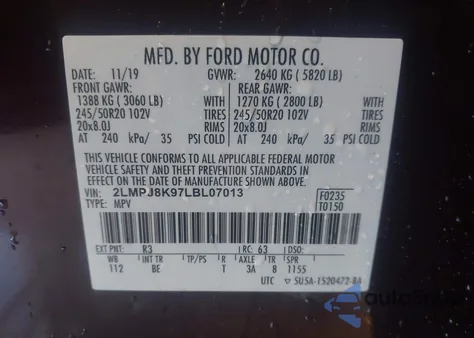 MFD. BY FORD MOTOR CO.
DATE: 11/19 GVWR: 2640 KG ( 5820 LB)
FRONT GAWR: REAR GAWR:
1388 KG ( 3060 LB) WITH 1270 KG ( 2800 LB) WITH
245/50R20 102V TIRES 245/50R20 102V TIRES
20x8.0J RIMS 20x8.0J RIMS
AT 240 kPa/ 35 PSI COLD AT 240 kPa/ 35 PSI COLD
THIS VEHICLE CONFORMS TO ALL APPLICABLE FEDERAL MOTOR
VEHICLE SAFETY AND THEFT PREVENTION STANDARDS IN
EFFECT ON THE DATE OF MANUFACTURE SHOWN ABOVE.
VIN: 2LMPJ8K97LBL07013 F0235
TYPE: MPV T0150
EXT PNT: R3 RC: 63 DSO:
WB INT TR TP/PS R AXLE TR SPR
112 BE T 3A 8 1155
UTC ▽ 5U5A-1520472-BA